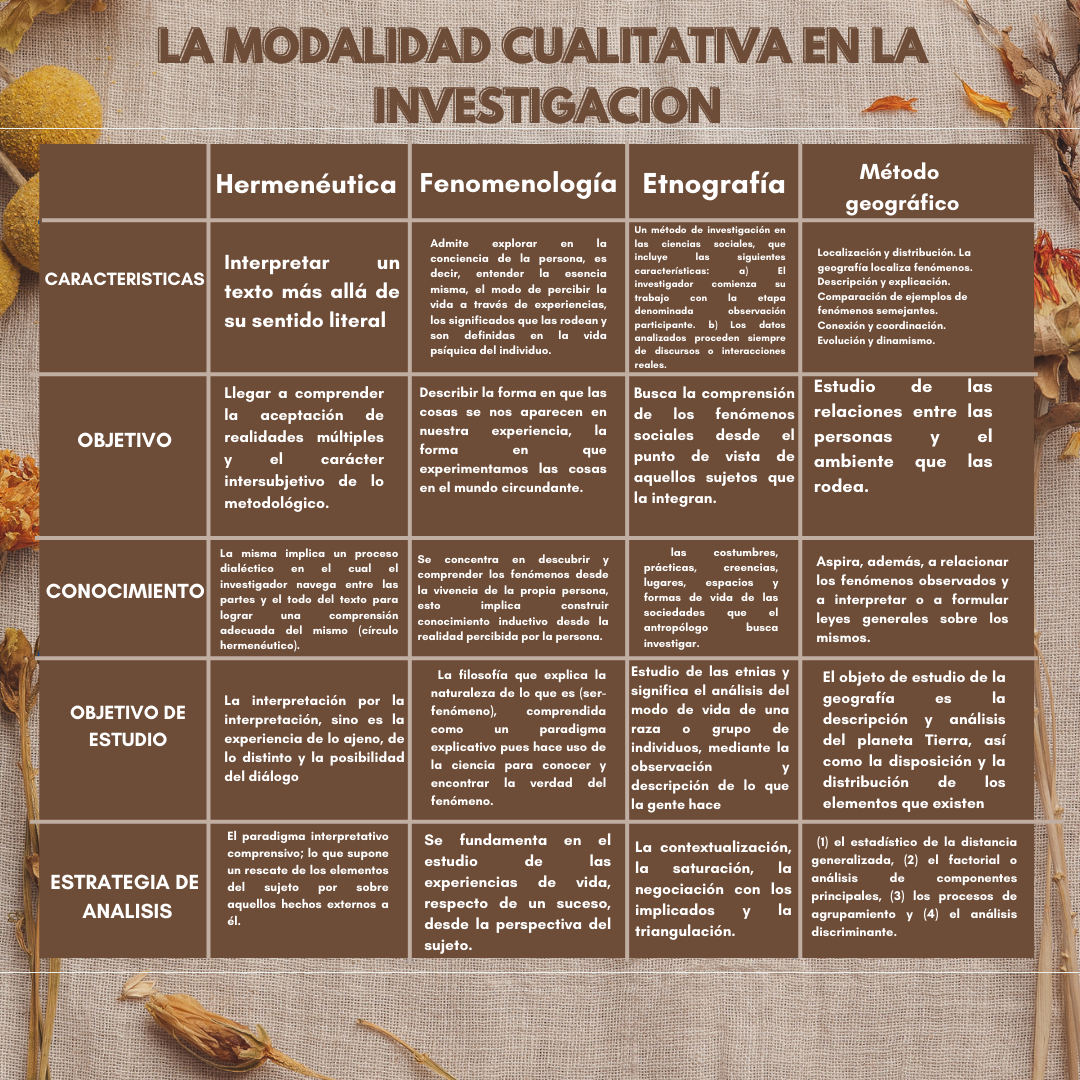 LA MODALIDAD CUALITATIVA EN LA
INVESTIGACION
Hermenéutica
Fenomenología
Etnografía
Método
geográfico
CARACTERISTICAS
Interpretar un
texto más allá de
su sentido literal
Admite explorar en la
conciencia de la persona, es
decir, entender la esencia
misma, el modo de percibir la
vida a través de experiencias,
los significados que las rodean y
son definidas en la vida
psíquica del individuo.
Un método de investigación en
las ciencias sociales, que
incluye las siguientes
características: a) El
investigador comienza su
trabajo con la etapa
denominada observación
participante. b) Los datos
analizados proceden siempre
de discursos o interacciones
reales.
Localización y distribución. La
geografía localiza fenómenos.
Descripción y explicación.
Comparación de ejemplos de
fenómenos semejantes.
Conexión y coordinación.
Evolución y dinamismo.
OBJETIVO
Llegar a comprender
la aceptación de
realidades múltiples
y el carácter
intersubjetivo de lo
metodológico.
Describir la forma en que las
cosas se nos aparecen en
nuestra experiencia, la
forma en que
experimentamos las cosas
en el mundo circundante.
Busca la comprensión
de los fenómenos
sociales desde el
punto de vista de
aquellos sujetos que
la integran.
Estudio de las
relaciones entre las
personas y el
ambiente que las
rodea.
CONOCIMIENTO
La misma implica un proceso
dialéctico en el cual el
investigador navega entre las
partes y el todo del texto para
lograr una comprensión
adecuada del mismo (círculo
hermenéutico).
Se concentra en descubrir y
comprender los fenómenos desde
la vivencia de la propia persona,
esto implica construir
conocimiento inductivo desde la
realidad percibida por la persona.
las costumbres,
prácticas, creencias,
lugares, espacios y
formas de vida de las
sociedades que el
antropólogo busca
investigar.
Aspira, además, a relacionar
los fenómenos observados y
a interpretar o a formular
leyes generales sobre los
mismos.
OBJETIVO DE
ESTUDIO
La interpretación por la
interpretación, sino es la
experiencia de lo ajeno, de
lo distinto y la posibilidad
del diálogo
La filosofía que explica la
naturaleza de lo que es (ser-
fenómeno), comprendida
como un paradigma
explicativo pues hace uso de
la ciencia para conocer y
encontrar la verdad del
fenómeno.
Estudio de las etnias y
significa el análisis del
modo de vida de una
raza o grupo de
individuos, mediante la
observación y
descripción de lo que
la gente hace
El objeto de estudio de la
geografía es la
descripción y análisis
del planeta Tierra, así
como la disposición y la
distribución de los
elementos que existen
ESTRATEGIA DE
ANALISIS
El paradigma interpretativo
comprensivo; lo que supone
un rescate de los elementos
del sujeto por sobre
aquellos hechos externos a
él.
Se fundamenta en el
estudio de las
experiencias de vida,
respecto de un suceso,
desde la perspectiva del
sujeto.
La contextualización,
la saturación, la
negociación con los
implicados y la
triangulación.
(1) el estadístico de la distancia
generalizada, (2) el factorial o
análisis de componentes
principales, (3) los procesos de
agrupamiento y (4) el análisis
discriminante.